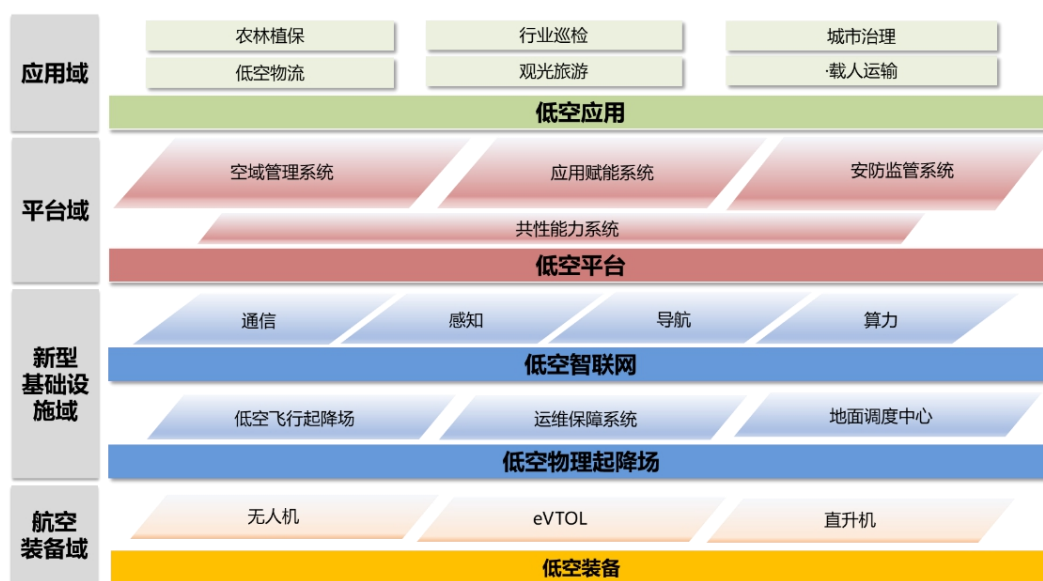 应用域
农林植保
行业巡检
城市治理
低空物流
观光旅游
·载人运输
低空应用
平台域
空域管理系统
应用赋能系统
安防监管系统
共性能力系统
低空平台
新型
基础设
施域
通信
感知
导航
算力
低空智联网
低空飞行起降场
运维保障系统
地面调度中心
低空物理起降场
航空
装备域
无人机
eVTOL
直升机
低空装备